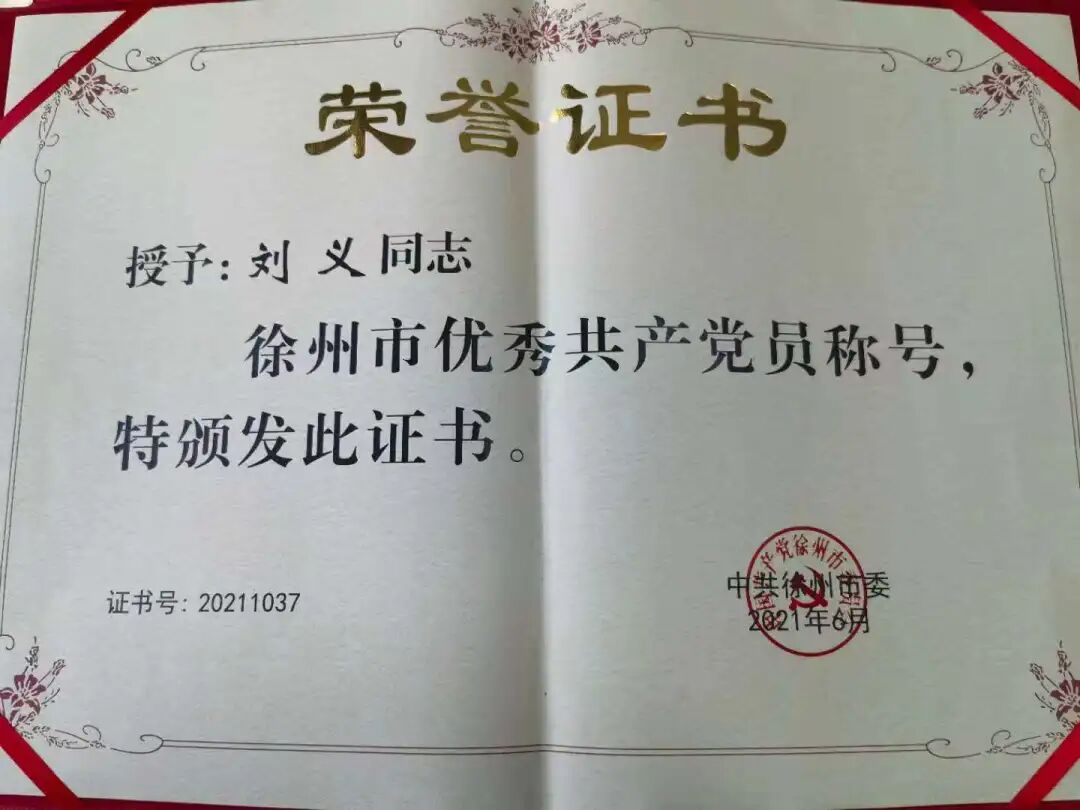 荣誉证书
授予：刘 义同志
徐州市优秀共产党员称号，
特颁发此证书。
证书号：20211037
中共徐州市委
2021年6月